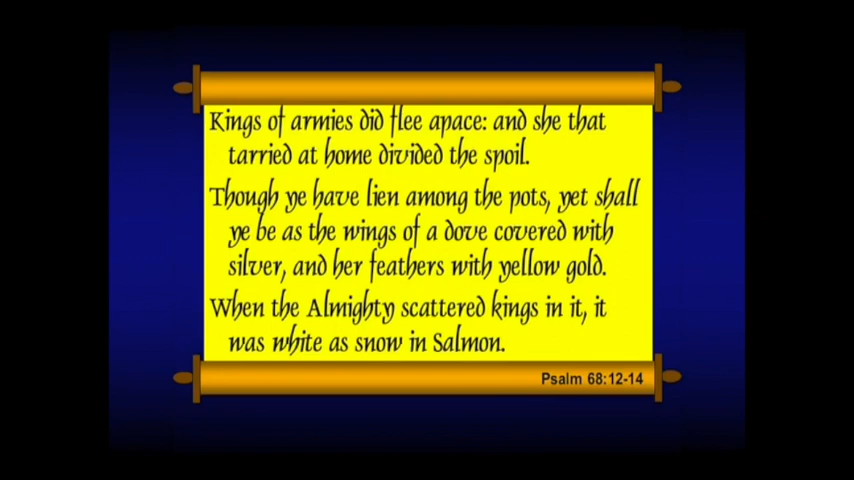 Kings of armies did flee apace: and she that
tarried at home divided the spoil.
Though ye have lien among the pots, yet shall
ye be as the wings of a dove covered with
silver, and her feathers with yellow gold.
When the Almighty scattered kings in it, it
was white as snow in Salmon.
Psalm 68:12-14